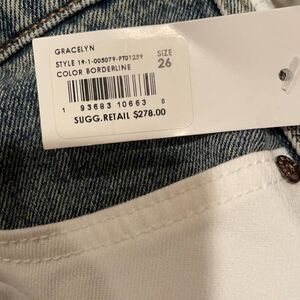 GRACELYN
STYLE 19-1-005079-PT01259
COLOR BORDERLINE
SIZE
26
1 93683 10663 0
SUGG.RETAIL $278.00